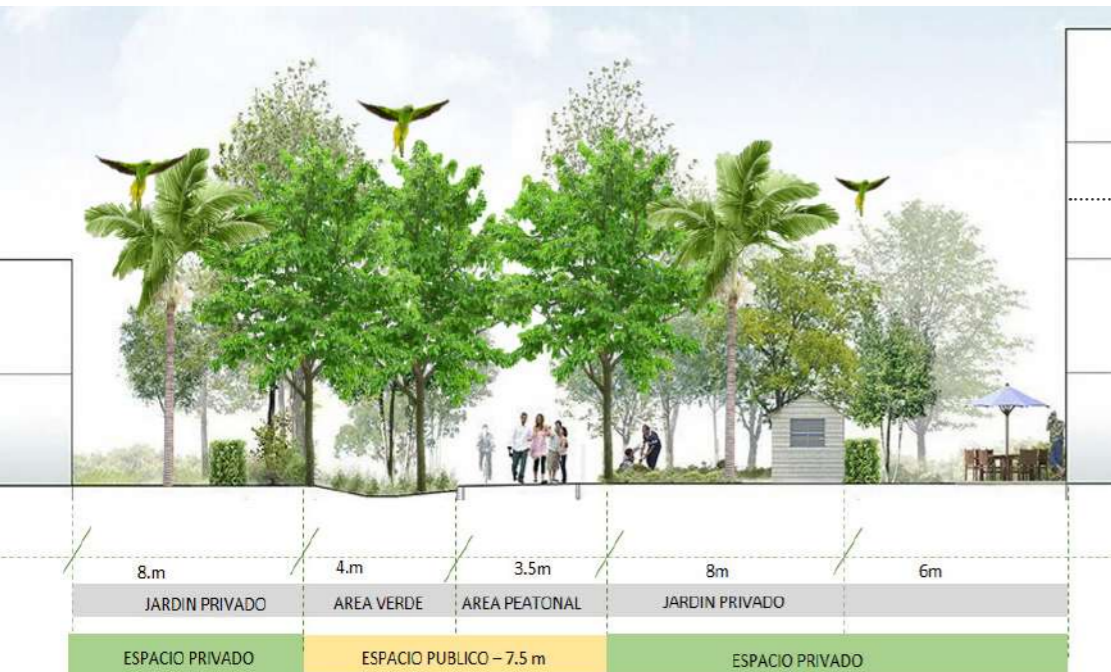 8.m 4.m 3.5m 8m 6m
JARDIN PRIVADO AREA VERDE AREA PEATONAL JARDIN PRIVADO
ESPACIO PRIVADO ESPACIO PUBLICO – 7.5 m ESPACIO PRIVADO